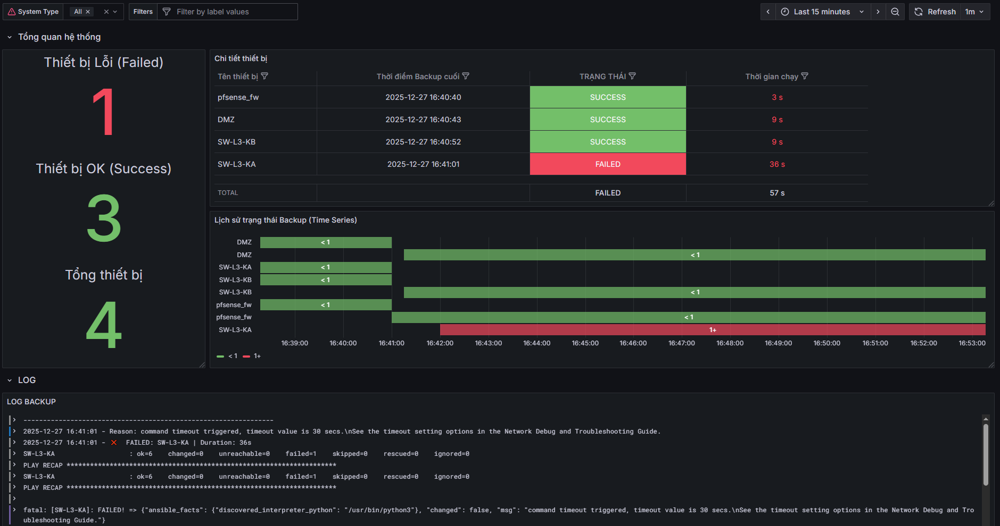 System Type All Filters Filter by label values Last 15 minutes Refresh 1m
Tổng quan hệ thống
Thiết bị Lỗi (Failed)
1
Thiết bị OK (Success)
3
Tổng thiết bị
4
Chi tiết thiết bị
Tên thiết bị Thời điểm Backup cuối TRẠNG THÁI Thời gian chạy
pfsense_fw 2025-12-27 16:40:40 SUCCESS 3 s
DMZ 2025-12-27 16:40:43 SUCCESS 9 s
SW-L3-KB 2025-12-27 16:40:52 SUCCESS 9 s
SW-L3-KA 2025-12-27 16:41:01 FAILED 36 s
TOTAL FAILED 57 s
Lịch sử trạng thái Backup (Time Series)
DMZ < 1
DMZ < 1
SW-L3-KA < 1
SW-L3-KB < 1
SW-L3-KB < 1
pfsense_fw < 1
pfsense_fw < 1
SW-L3-KA 1+
16:39:00 16:40:00 16:41:00 16:42:00 16:43:00 16:44:00 16:45:00 16:46:00 16:47:00 16:48:00 16:49:00 16:50:00 16:51:00 16:52:00 16:53:00
< 1 1+
LOG
LOG BACKUP
----------------------------------------------------------------
2025-12-27 16:41:01 - Reason: command timeout triggered, timeout value is 30 secs.\nSee the timeout setting options in the Network Debug and Troubleshooting Guide.
2025-12-27 16:41:01 - ❌ FAILED: SW-L3-KA | Duration: 36s
SW-L3-KA : ok=6 changed=0 unreachable=0 failed=1 skipped=0 rescued=0 ignored=0
PLAY RECAP *********************************************************************
SW-L3-KA : ok=6 changed=0 unreachable=0 failed=1 skipped=0 rescued=0 ignored=0
PLAY RECAP *********************************************************************
fatal: [SW-L3-KA]: FAILED! => {"ansible_facts": {"discovered_interpreter_python": "/usr/bin/python3"}, "changed": false, "msg": "command timeout triggered, timeout value is 30 secs.\nSee the timeout setting options in the Network Debug and Tro
ubleshooting Guide."}